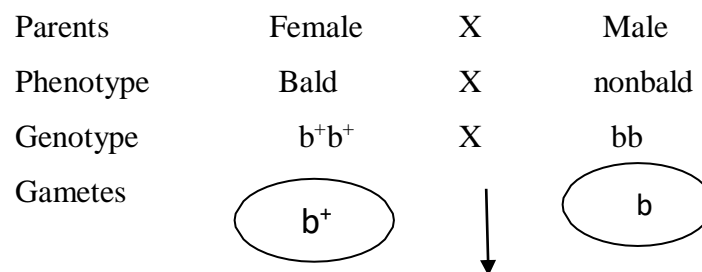 Parents Female X Male
Phenotype Bald X nonbald
Genotype b⁺b⁺ X bb
Gametes b⁺ b